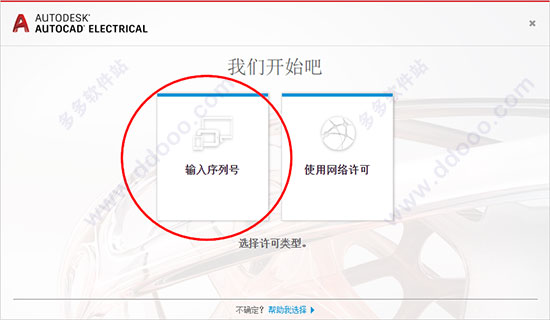 AUTODESK®
AUTOCAD® ELECTRICAL
我们开始吧
输入序列号
使用网络许可
选择许可类型。
不确定？ 帮助我选择
多多软件站
www.ddooo.com
多多软件站
www.ddooo.com